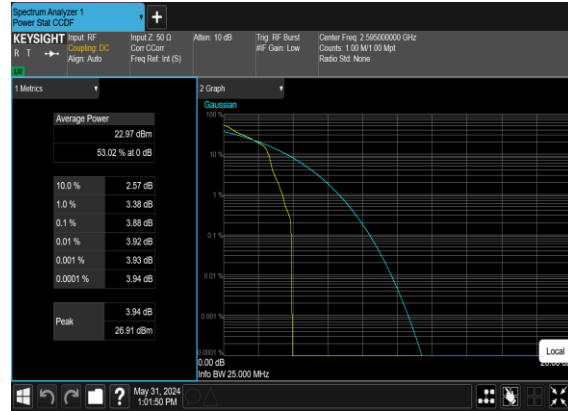 Spectrum Analyzer 1
Power Stat CCDF
KEYSIGHT Input: RF Input Z: 50 Ω Atten: 10 dB Trig: RF Burst Center Freq: 2.595000000 GHz
R T Coupling: DC Corr CCorr #IF Gain: Low Counts: 1.00 M/1.00 Mpt
Align: Auto Freq Ref: Int (S) Radio Std: None
1 Metrics 2 Graph
Gaussian
Average Power
22.97 dBm
53.02 % at 0 dB
10.0 % 2.57 dB
1.0 % 3.38 dB
0.1 % 3.88 dB
0.01 % 3.92 dB
0.001 % 3.93 dB
0.0001 % 3.94 dB
Peak
3.94 dB
26.91 dBm
100 %
10 %
1 %
0.1 %
0.01 %
0.001 %
0.0001 %
0.00 dB
Info BW 25.000 MHz
Local
?
May 31, 2024
1:01:50 PM